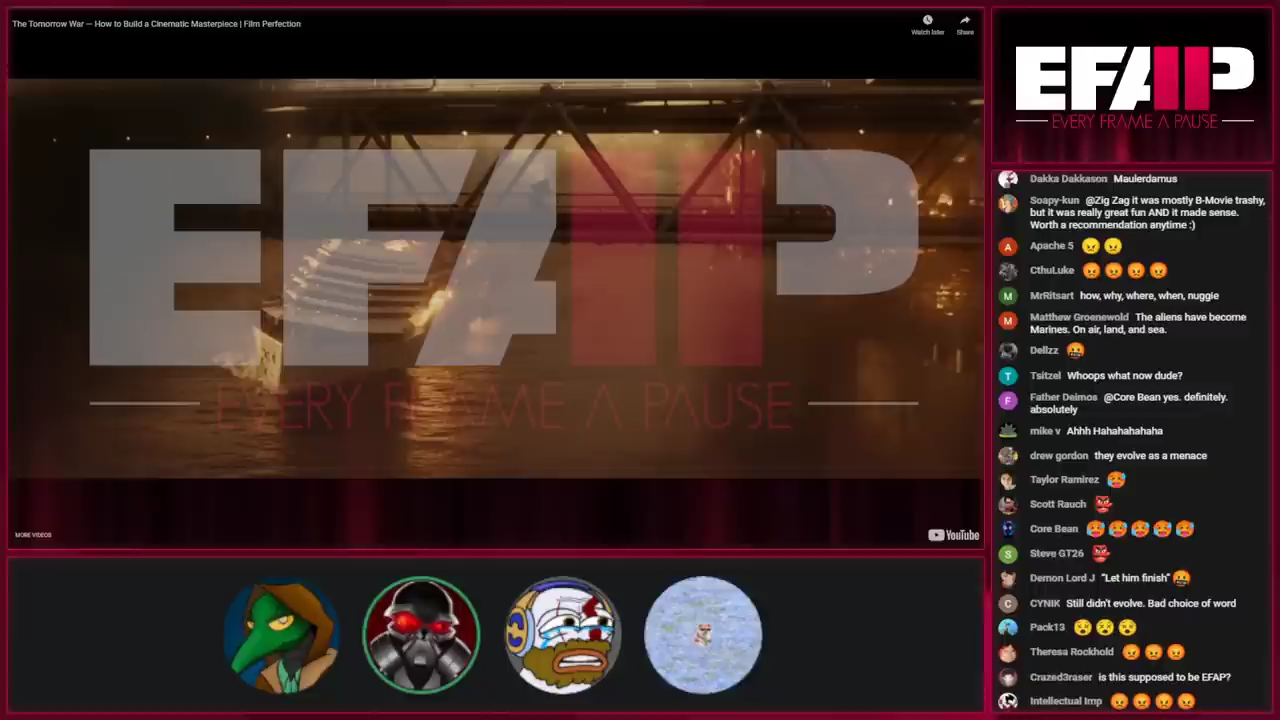 The Tomorrow War — How to Build a Cinematic Masterpiece | Film Perfection
Watch later
Share
EFAP
EVERY FRAME A PAUSE
MORE VIDEOS
YouTube
EFAP
EVERY FRAME A PAUSE
Dakka Dakkason Maulerdamus
Soapy-kun @Zig Zag it was mostly B-Movie trashy,
but it was really great fun AND it made sense.
Worth a recommendation anytime :)
A Apache 5 😠 😠
CthuLuke 😡 😡 😡 😡
M MrRitsart how, why, where, when, nuggie
M Matthew Groenewold The aliens have become
Marines. On air, land, and sea.
Dellzz 🤬
T Tsitzel Whoops what now dude?
F Father Deimos @Core Bean yes. definitely.
absolutely
mike v Ahhh Hahahahahaha
drew gordon they evolve as a menace
Taylor Ramirez 🥵
Scott Rauch 👺
Core Bean 🥵 🥵 🥵 🥵 🥵
S Steve GT26 👺
Demon Lord J "Let him finish" 🤬
C CYNIK Still didn't evolve. Bad choice of word
Pack13 😵 😵 😵
Theresa Rockhold 😡 😡 😡
Crazed3raser is this supposed to be EFAP?
Intellectual Imp 😡 😡 😡 😡